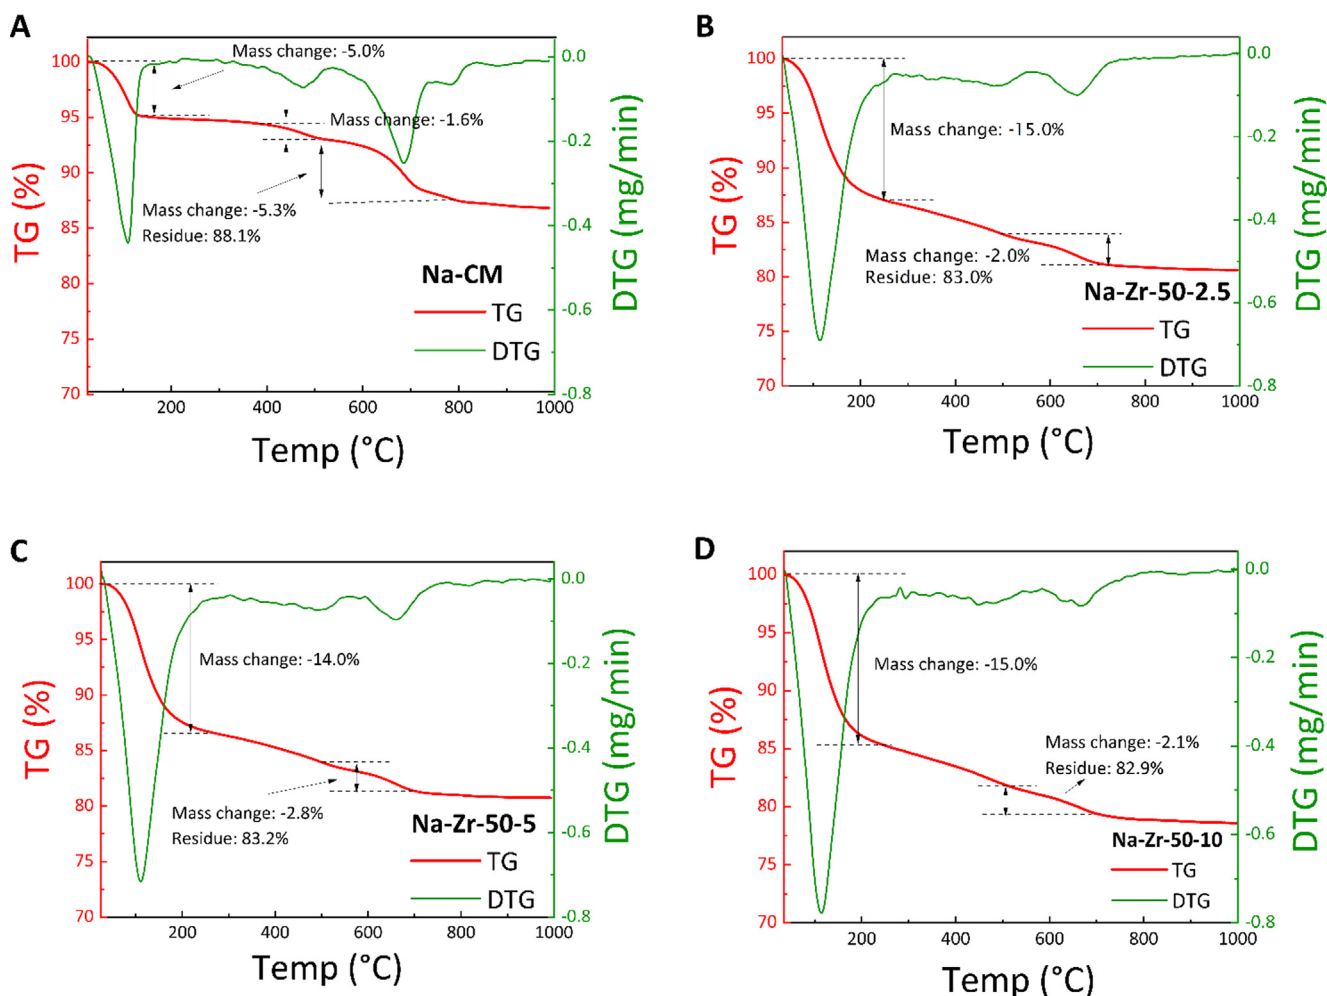 A
Mass change: -5.0%
Mass change: -1.6%
Mass change: -5.3%
Residue: 88.1%
Na-CM
TG
DTG
100
95
90
85
80
75
70
TG (%)
0.0
-0.2
-0.4
-0.6
-0.8
DTG (mg/min)
200 400 600 800 1000
Temp (°C)
B
Mass change: -15.0%
Mass change: -2.0%
Residue: 83.0%
Na-Zr-50-2.5
TG
DTG
100
95
90
85
80
75
70
TG (%)
0.0
-0.2
-0.4
-0.6
-0.8
DTG (mg/min)
200 400 600 800 1000
Temp (°C)
C
Mass change: -14.0%
Mass change: -2.8%
Residue: 83.2%
Na-Zr-50-5
TG
DTG
100
95
90
85
80
75
70
TG (%)
0.0
-0.2
-0.4
-0.6
-0.8
DTG (mg/min)
200 400 600 800 1000
Temp (°C)
D
Mass change: -15.0%
Mass change: -2.1%
Residue: 82.9%
Na-Zr-50-10
TG
DTG
100
95
90
85
80
75
70
TG (%)
0.0
-0.2
-0.4
-0.6
-0.8
DTG (mg/min)
200 400 600 800 1000
Temp (°C)